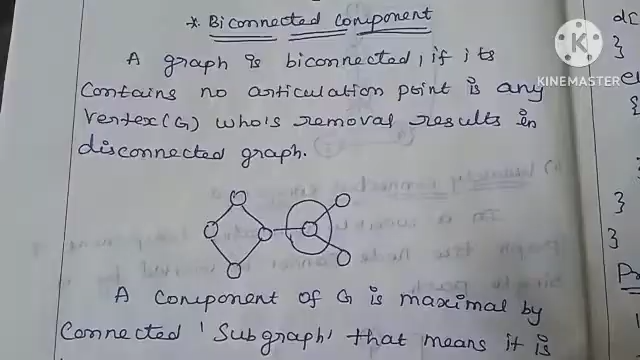 * Biconnected Component
A graph is biconnected, if its
Contains no articulation point is any
Vertex(G) who's removal results in
disconnected graph.
A component of G is maximal by
Connected 'Subgraph' that means it is
d[
}
{
}
}
}
K
KINEMASTER